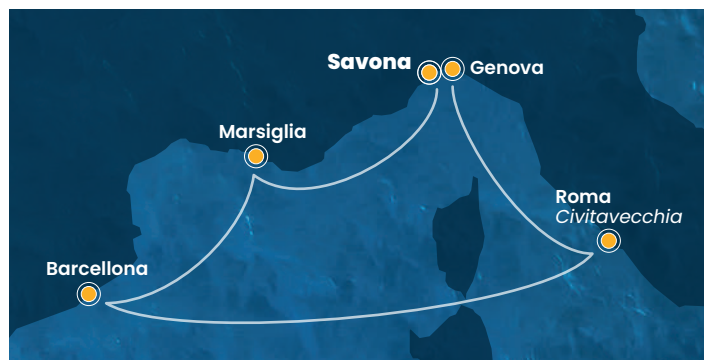 Savona
Genova
Marsiglia
Roma
Civitavecchia
Barcellona